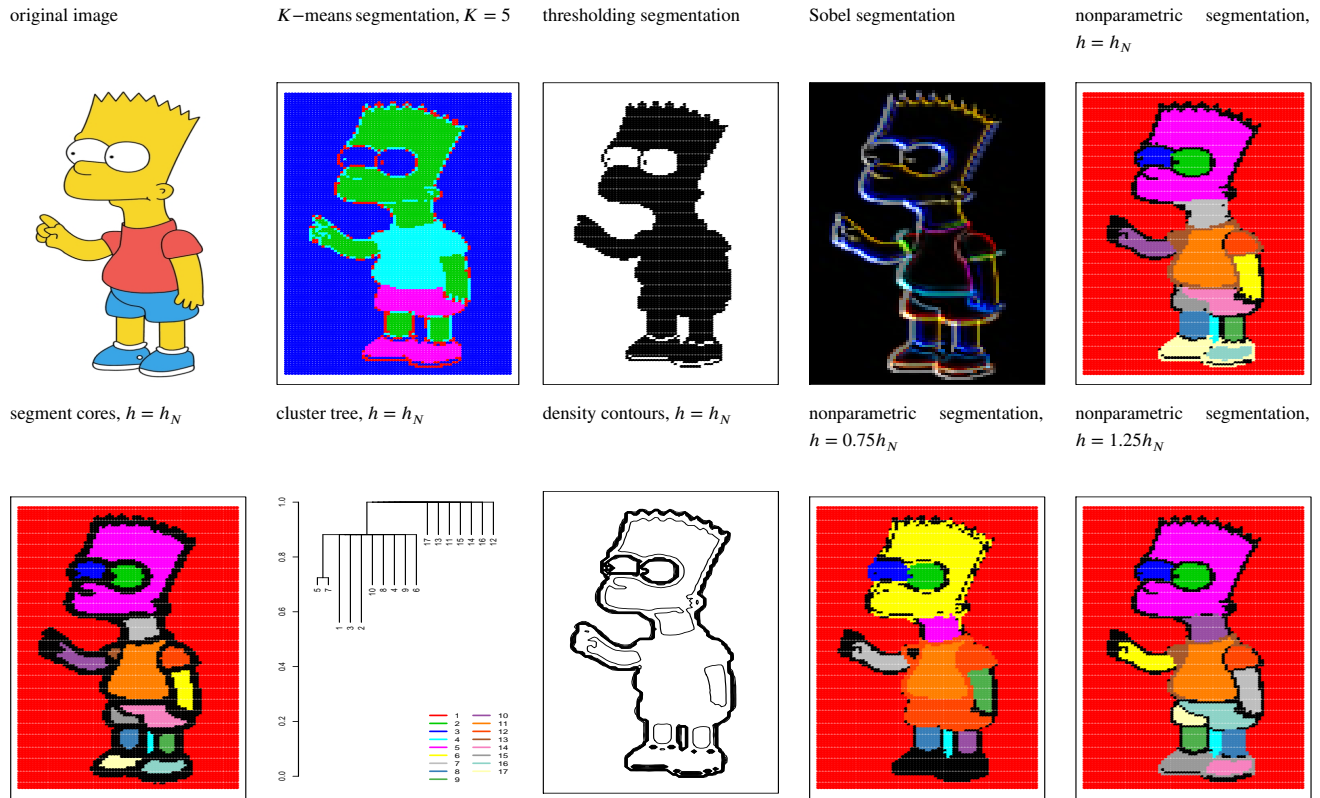 original image
K−means segmentation, K = 5
thresholding segmentation
Sobel segmentation
nonparametric segmentation,
h = h_N
segment cores, h = h_N
cluster tree, h = h_N
density contours, h = h_N
nonparametric segmentation,
h = 0.75h_N
nonparametric segmentation,
h = 1.25h_N
1.0
0.8
0.6
0.4
0.2
0.0
5
7
1
3
2
10
8
4
9
6
17
13
11
15
14
16
12
1 10
2 11
3 12
4 13
5 14
6 15
7 16
8 17
9